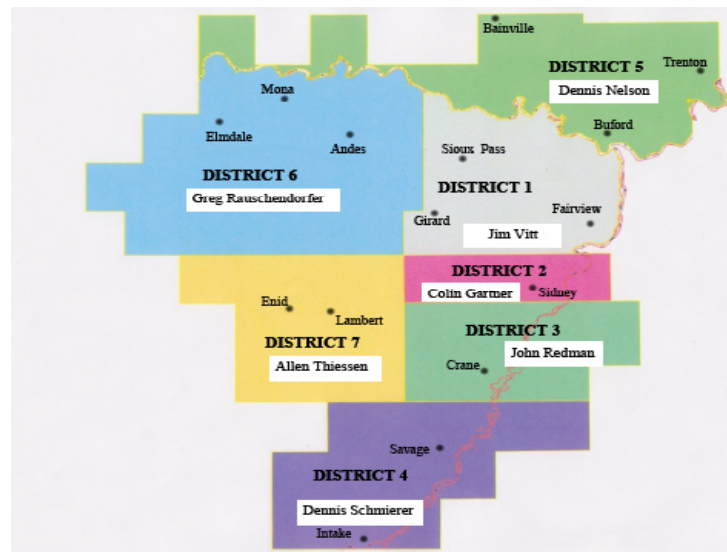 Bainville
DISTRICT 5
Trenton
Dennis Nelson
Mona
Elmdale
Andes
Buford
Sioux Pass
DISTRICT 6
Greg Rauschendorfer
DISTRICT 1
Girard
Fairview
Jim Vitt
DISTRICT 2
Colin Gartner
Sidney
Enid
Lambert
DISTRICT 7
Allen Thiessen
DISTRICT 3
John Redman
Crane
Savage
DISTRICT 4
Dennis Schmierer
Intake